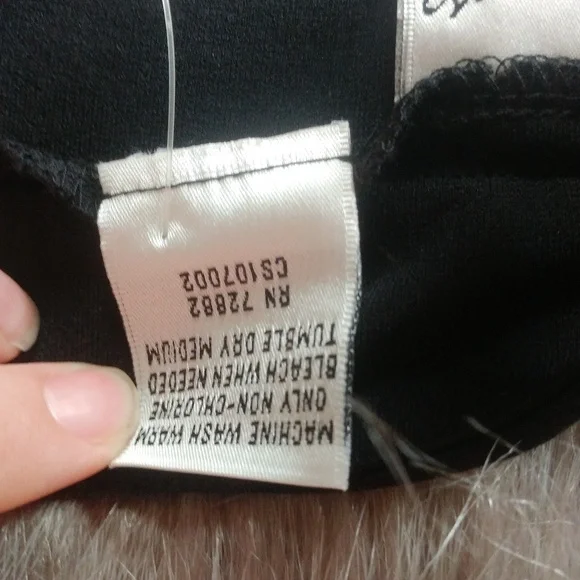 MACHINE WASH WARM
ONLY NON-CHLORINE
BLEACH WHEN NEEDED
TUMBLE DRY MEDIUM
RN 72882
CS107002